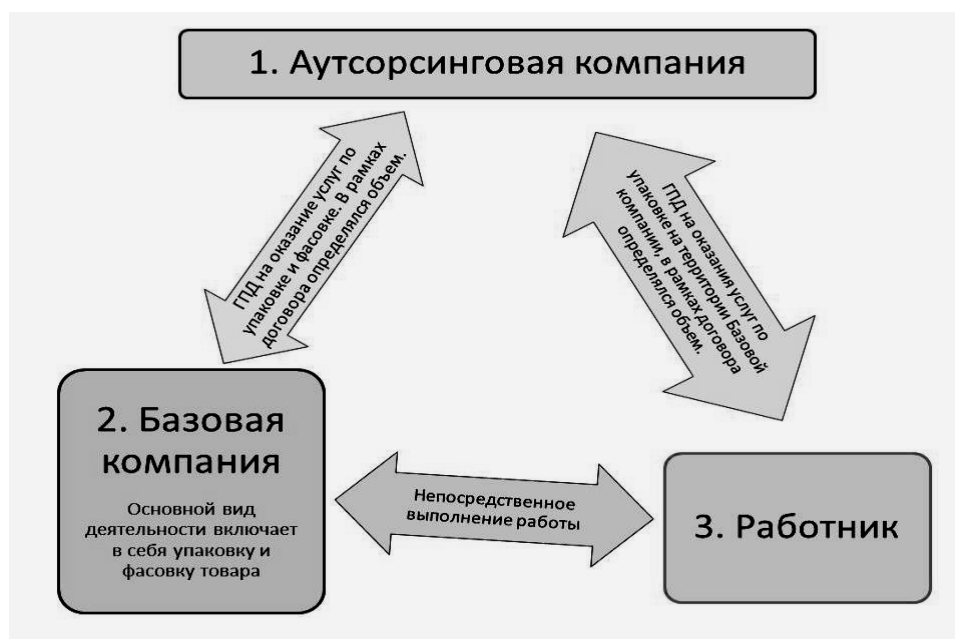 1. Аутсорсинговая компания
ГПД на оказание услуг по
упаковке и фасовке. В рамках
договора определялся объем.
ГПД на оказания услуг по
упаковке на территории Базовой
компании, в рамках договора
определялся объем.
2. Базовая
компания
Основной вид
деятельности включает
в себя упаковку и
фасовку товара
Непосредственное
выполнение работы
3. Работник